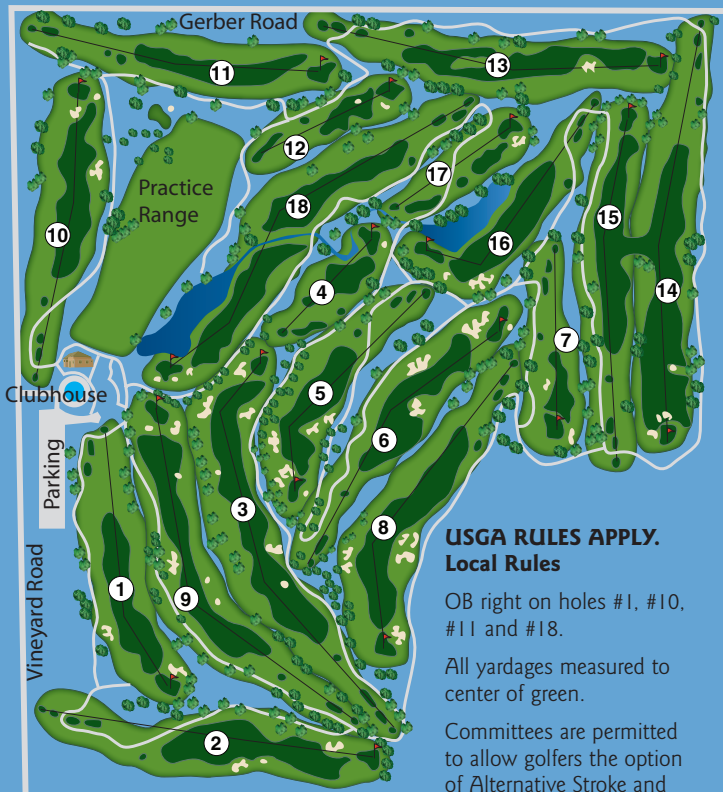 Gerber Road
11
13
12
17
Practice
Range
18
10
15
16
4
14
7
5
Clubhouse
6
3
8
Parking
1
9
Vineyard Road
2
USGA RULES APPLY.
Local Rules
OB right on holes #1, #10,
#11 and #18.
All yardages measured to
center of green.
Committees are permitted
to allow golfers the option
of Alternative Stroke and